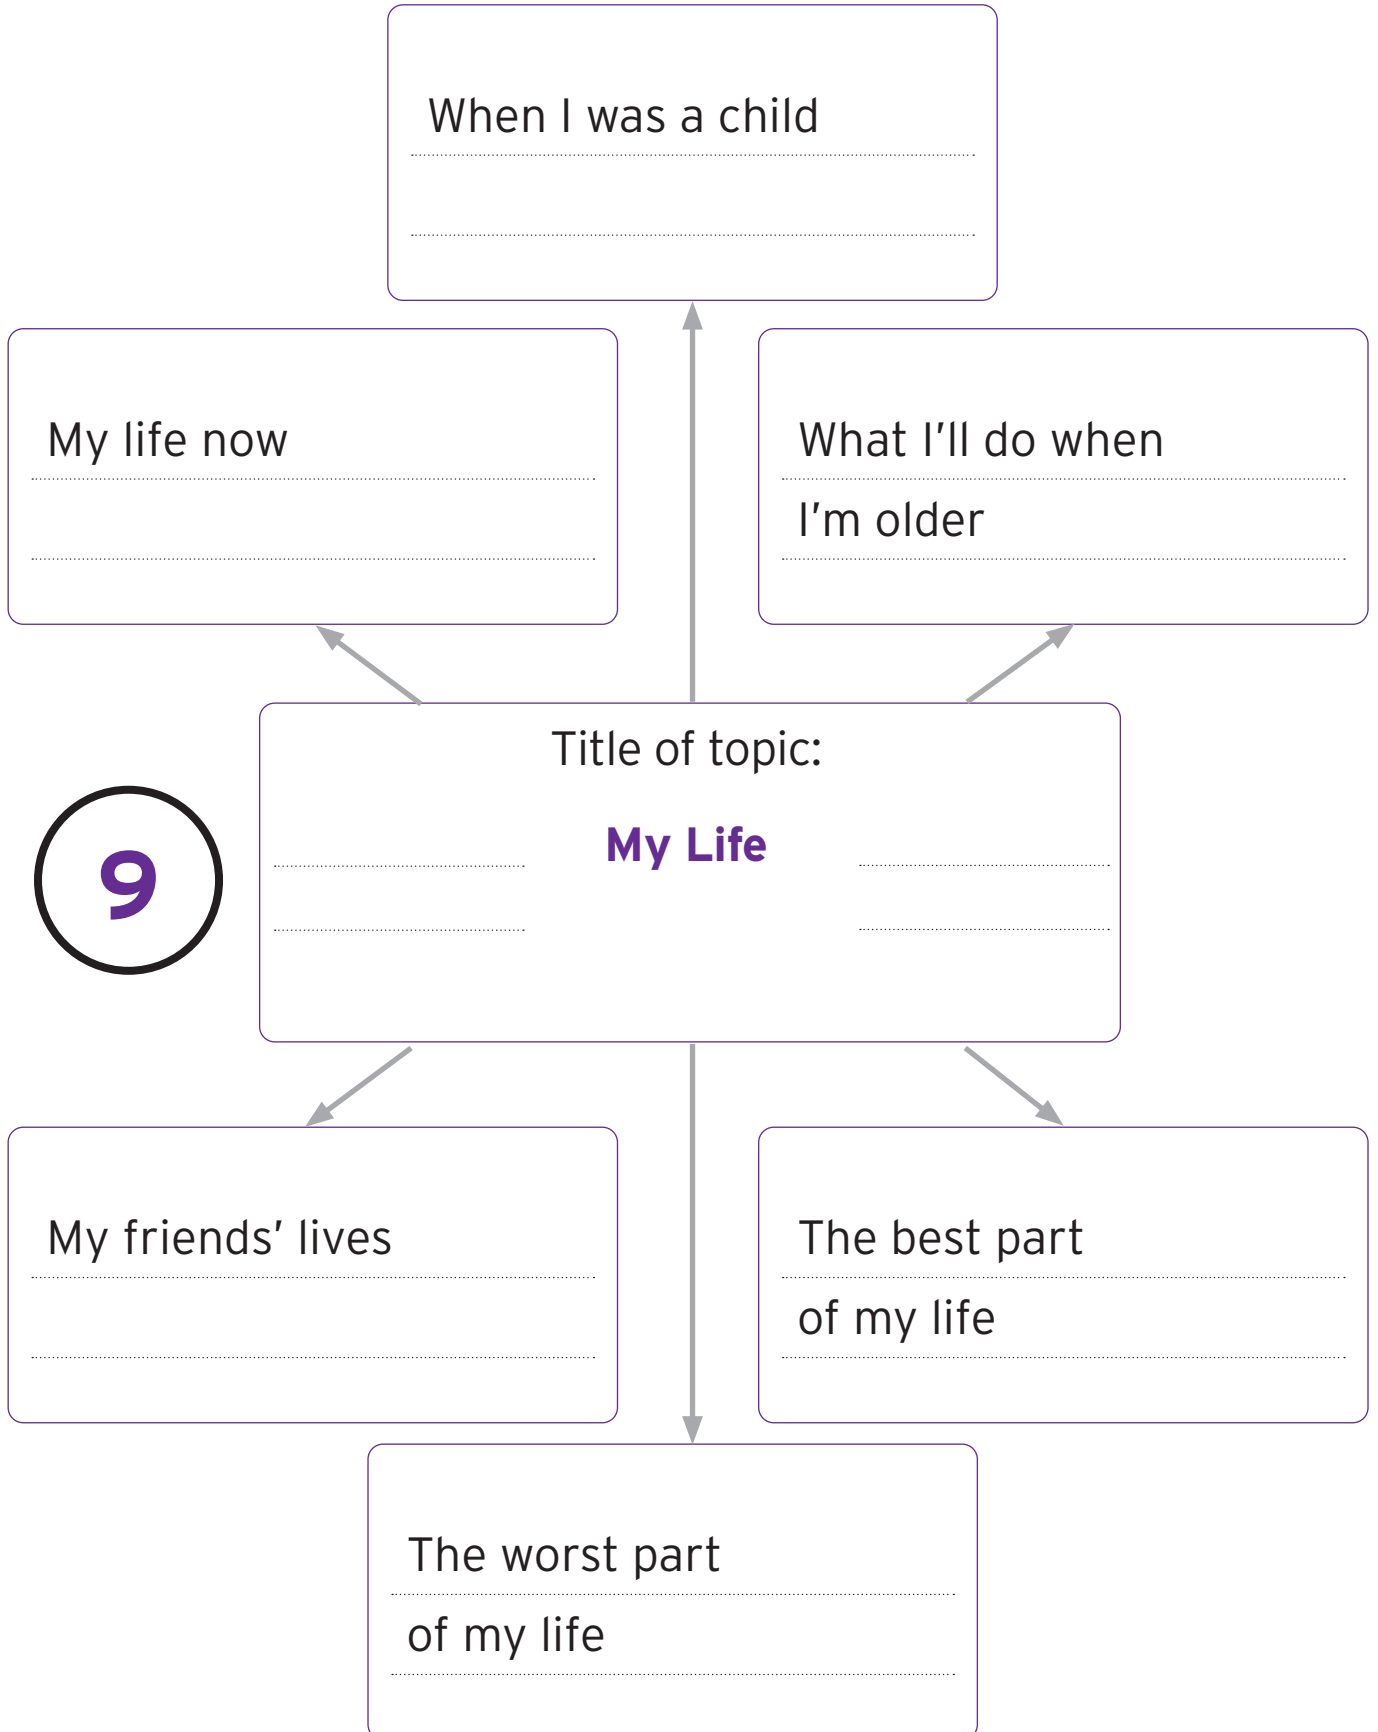 When I was a child
My life now
What I'll do when
I'm older
Title of topic:
My Life
9
My friends' lives
The best part
of my life
The worst part
of my life